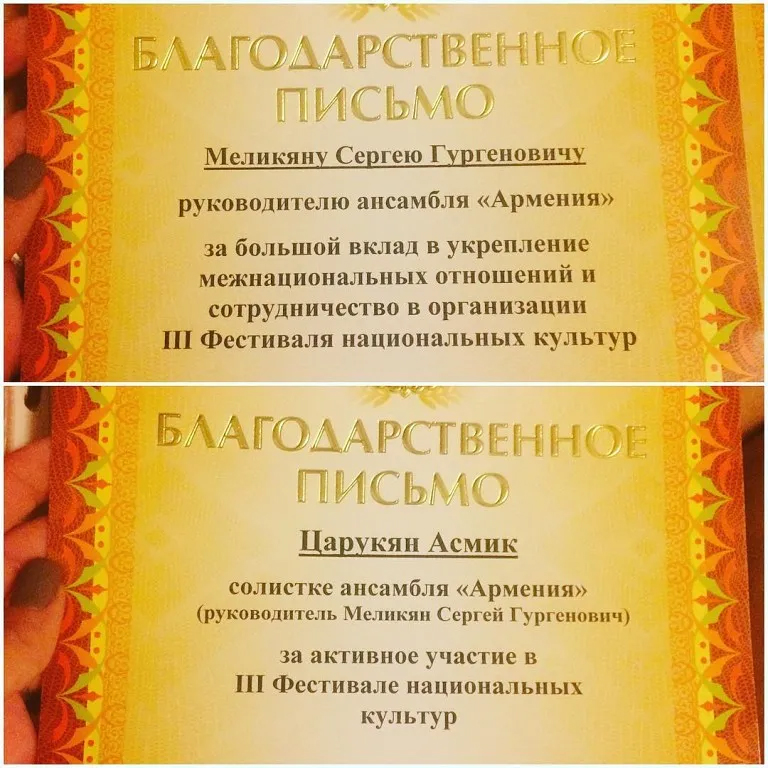 БЛАГОДАРСТВЕННОЕ
ПИСЬМО
Меликяну Сергею Гургеновичу
руководителю ансамбля «Армения»
за большой вклад в укрепление
межнациональных отношений и
сотрудничество в организации
III Фестиваля национальных культур
БЛАГОДАРСТВЕННОЕ
ПИСЬМО
Царукян Асмик
солистке ансамбля «Армения»
(руководитель Меликян Сергей Гургенович)
за активное участие в
III Фестивале национальных
культур